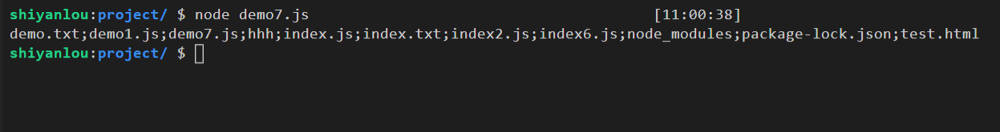 shiyanlou:project/ $ node demo7.js [11:00:38]
demo.txt;demo1.js;demo7.js;hhh;index.js;index.txt;index2.js;index6.js;node_modules;package-lock.json;test.html
shiyanlou:project/ $